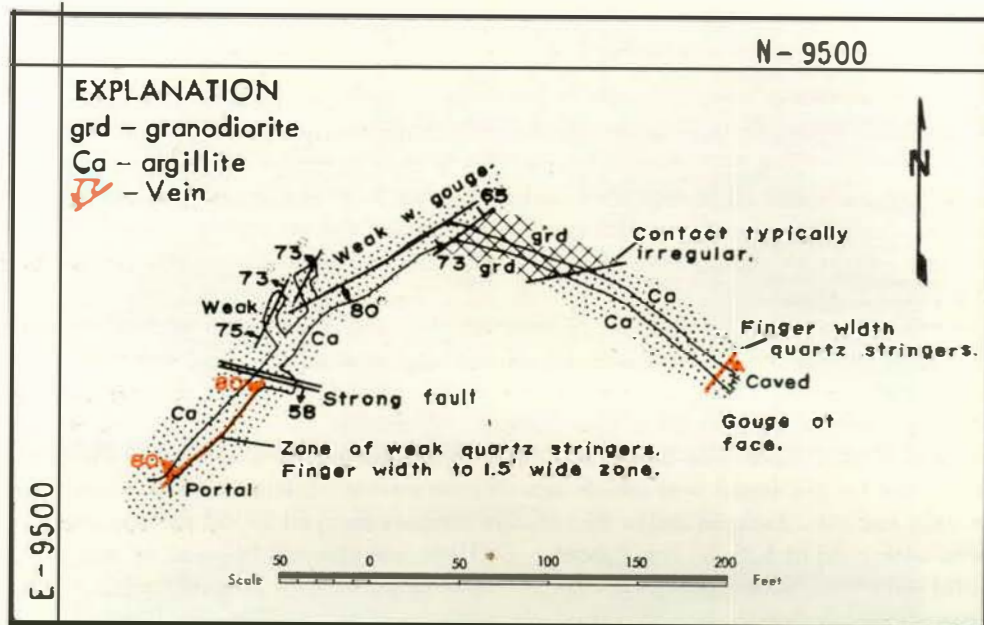 N-9500
EXPLANATION
grd – granodiorite
Ca – argillite
– Vein
N
Weak w. gouge
65
grd
73
grd.
Contact typically
irregular.
73
73
Weak
75
80
Ca
Ca
Ca
Finger width
quartz stringers.
Caved
Gouge at
face.
80
58
Strong fault
Ca
80
Portal
Zone of weak quartz stringers.
Finger width to 1.5' wide zone.
E-9500
Scale
50 0 50 100 150 200
Feet